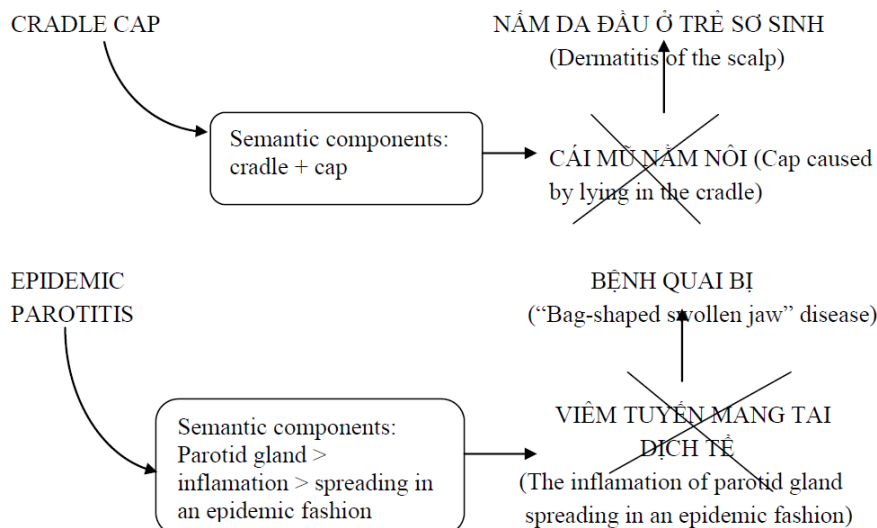 CRADLE CAP
NẤM DA ĐẦU Ở TRẺ SƠ SINH
(Dermatitis of the scalp)
Semantic components:
cradle + cap
CÁI MŨ NẰM NÔI (Cap caused
by lying in the cradle)
EPIDEMIC
PAROTITIS
BỆNH QUAI BỊ
(“Bag-shaped swollen jaw” disease)
Semantic components:
Parotid gland >
inflamation > spreading in
an epidemic fashion
VIÊM TUYẾN MANG TAI
DỊCH TỄ
(The inflamation of parotid gland
spreading in an epidemic fashion)